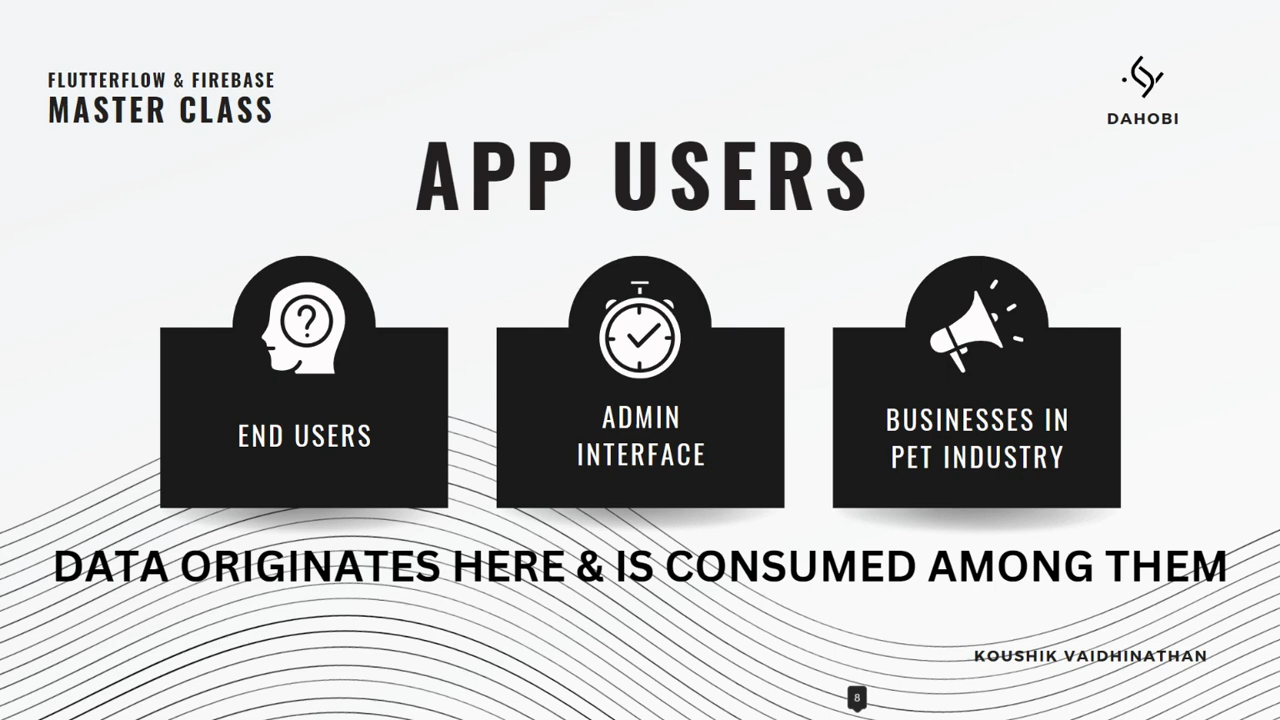 FLUTTERFLOW & FIREBASE
MASTER CLASS
DAHOBI
APP USERS
?
END USERS
ADMIN
INTERFACE
BUSINESSES IN
PET INDUSTRY
DATA ORIGINATES HERE & IS CONSUMED AMONG THEM
KOUSHIK VAIDHINATHAN
8